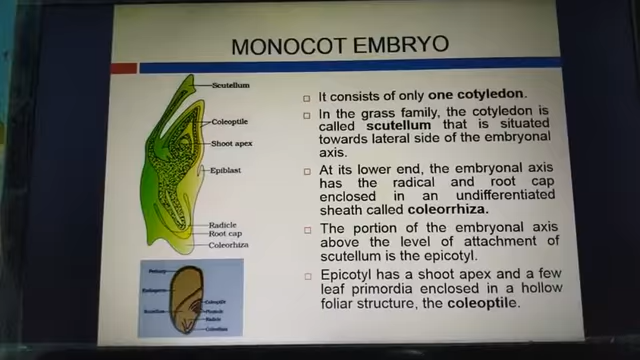 MONOCOT EMBRYO
Scutellum
Coleoptile
Shoot apex
Epiblast
Radicle
Root cap
Coleorhiza
It consists of only one cotyledon.
In the grass family, the cotyledon is
called scutellum that is situated
towards lateral side of the embryonal
axis.
At its lower end, the embryonal axis
has the radical and root cap
enclosed in an undifferentiated
sheath called coleorrhiza.
The portion of the embryonal axis
above the level of attachment of
scutellum is the epicotyl.
Epicotyl has a shoot apex and a few
leaf primordia enclosed in a hollow
foliar structure, the coleoptile.